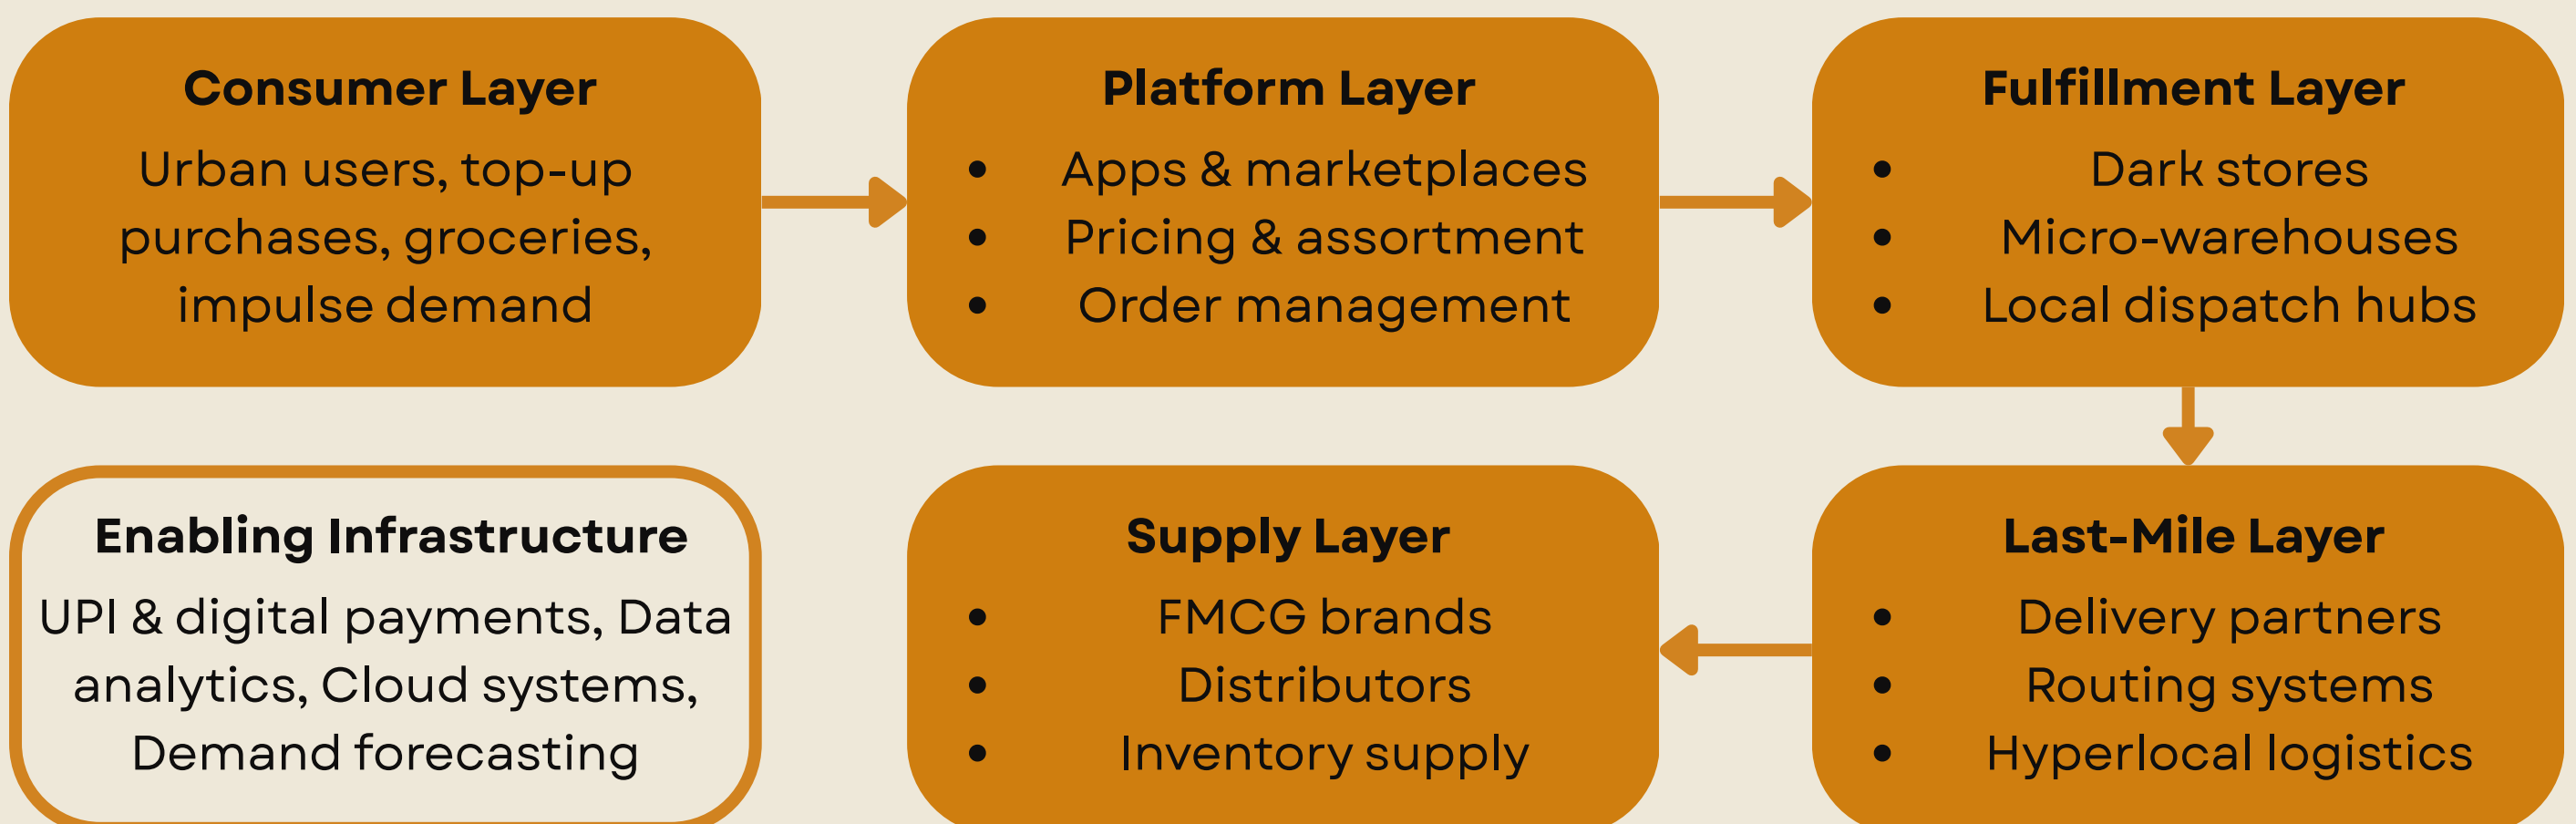 Consumer Layer
Urban users, top-up
purchases, groceries,
impulse demand
Platform Layer
• Apps & marketplaces
• Pricing & assortment
• Order management
Fulfillment Layer
• Dark stores
• Micro-warehouses
• Local dispatch hubs
Enabling Infrastructure
UPI & digital payments, Data
analytics, Cloud systems,
Demand forecasting
Supply Layer
• FMCG brands
• Distributors
• Inventory supply
Last-Mile Layer
• Delivery partners
• Routing systems
• Hyperlocal logistics